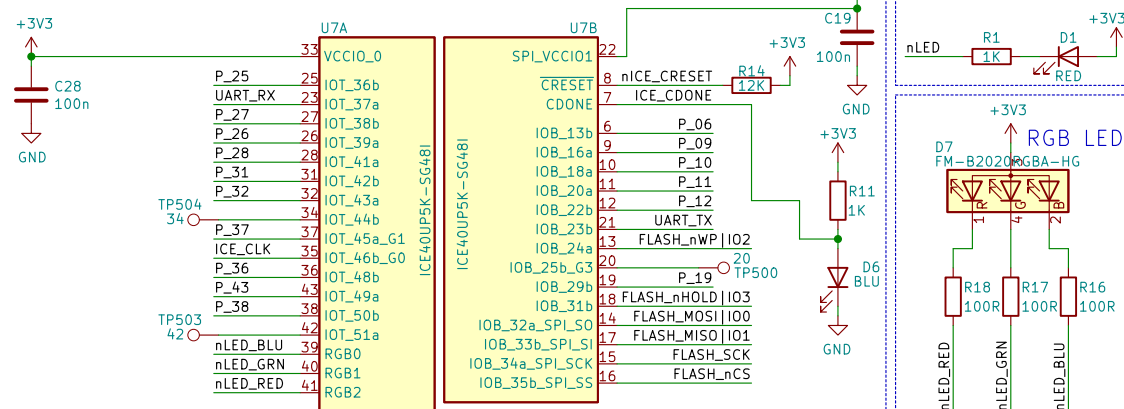 +3V3
C28
100n
GND
U7A
ICE40UP5K-SG48I
33 VCCIO_0
P_25 25 IOT_36b
UART_RX 23 IOT_37a
P_27 27 IOT_38b
P_26 26 IOT_39a
P_28 28 IOT_41a
P_31 31 IOT_42b
P_32 32 IOT_43a
TP504
34 34 IOT_44b
P_37 37 IOT_45a_G1
ICE_CLK 35 IOT_46b_G0
P_36 36 IOT_48b
P_43 43 IOT_49a
P_38 38 IOT_50b
TP503
42 42 IOT_51a
nLED_BLU 39 RGB0
nLED_GRN 40 RGB1
nLED_RED 41 RGB2
U7B
ICE40UP5K-SG48I
SPI_VCCIO1 22
CRESET 8 nICE_CRESET
CDONE 7 ICE_CDONE
IOB_13b 6 P_06
IOB_16a 9 P_09
IOB_18a 10 P_10
IOB_20a 11 P_11
IOB_22b 12 P_12
IOB_23b 21 UART_TX
IOB_24a 13 FLASH_nWP|IO2
IOB_25b_G3 20 20
TP500
IOB_29b 19 P_19
IOB_31b 18 FLASH_nHOLD|IO3
IOB_32a_SPI_SO 14 FLASH_MOSI|IO0
IOB_33b_SPI_SI 17 FLASH_MISO|IO1
IOB_34a_SPI_SCK 15 FLASH_SCK
IOB_35b_SPI_SS 16 FLASH_nCS
+3V3
R14
12K
C19
100n
GND
+3V3
R11
1K
D6
BLU
GND
nLED
R1
1K
D1
RED
+3V3
+3V3
RGB LED
D7
FM-B2020RGBA-HG
R G B
1 4 2
R18
100R
R17
100R
R16
100R
nLED_RED
nLED_GRN
nLED_BLU